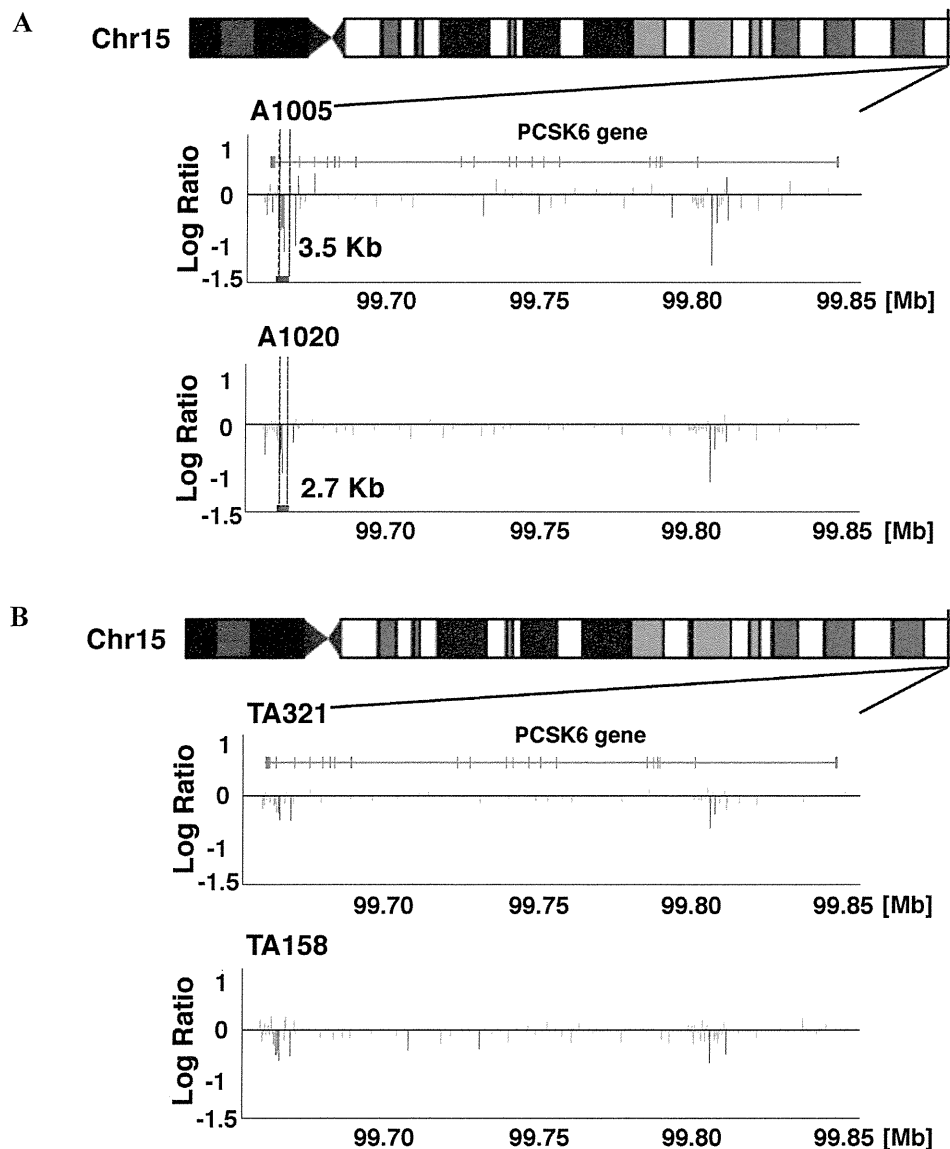 A
Chr15
A1005
PCSK6 gene
Log Ratio
1
0
-1
-1.5
3.5 Kb
99.70 99.75 99.80 99.85 [Mb]
A1020
Log Ratio
1
0
-1
-1.5
2.7 Kb
99.70 99.75 99.80 99.85 [Mb]
B
Chr15
TA321
PCSK6 gene
Log Ratio
1
0
-1
-1.5
99.70 99.75 99.80 99.85 [Mb]
TA158
Log Ratio
1
0
-1
-1.5
99.70 99.75 99.80 99.85 [Mb]